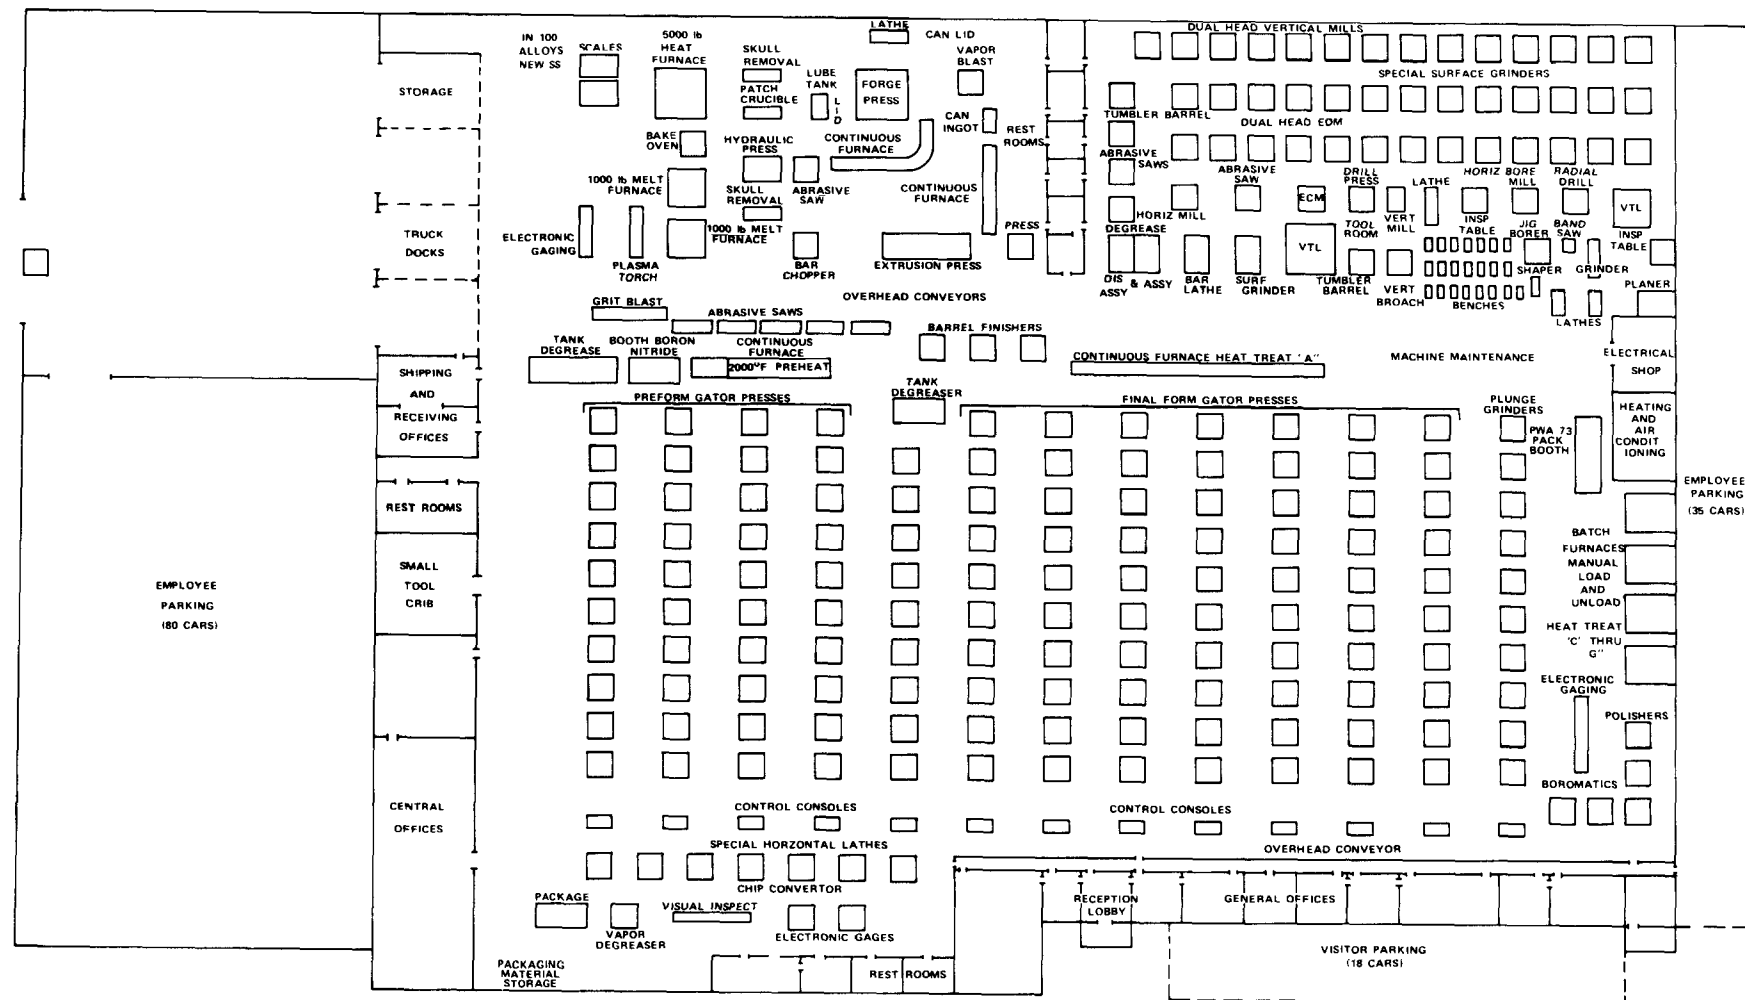 DUAL HEAD VERTICAL MILLS
LATHE
CAN LID
IN 100
ALLOYS
NEW SS
SCALES
5000 lb
HEAT
FURNACE
SKULL
REMOVAL
VAPOR
BLAST
SPECIAL SURFACE GRINDERS
LUBE
TANK
FORGE
PRESS
STORAGE
PATCH
CRUCIBLE
LID
CAN
INGOT
TUMBLER BARREL
DUAL HEAD EDM
REST
ROOMS
BAKE
OVEN
HYDRAULIC
PRESS
CONTINUOUS
FURNACE
ABRASIVE
SAWS
ABRASIVE
SAW
DRILL
PRESS
LATHE
HORIZ BORE
MILL
RADIAL
DRILL
1000 lb MELT
FURNACE
SKULL
REMOVAL
ABRASIVE
SAW
CONTINUOUS
FURNACE
ECM
VTL
HORIZ MILL
VERT
MILL
INSP
TABLE
JIG
BORER
BAND
SAW
INSP
TABLE
TRUCK
DOCKS
ELECTRONIC
GAGING
1000 lb MELT
FURNACE
PRESS
DEGREASE
TOOL
ROOM
VTL
PLASMA
TORCH
BAR
CHOPPER
EXTRUSION PRESS
DIS
ASSY
& ASSY
BAR
LATHE
SURF
GRINDER
TUMBLER
BARREL
VERT
BROACH
BENCHES
SHAPER
GRINDER
PLANER
LATHES
OVERHEAD CONVEYORS
GRIT BLAST
ABRASIVE SAWS
BARREL FINISHERS
TANK
DEGREASE
BOOTH BORON
NITRIDE
CONTINUOUS
FURNACE
2000°F PREHEAT
CONTINUOUS FURNACE HEAT TREAT 'A"
MACHINE MAINTENANCE
ELECTRICAL
SHOP
SHIPPING
AND
RECEIVING
OFFICES
PREFORM GATOR PRESSES
TANK
DEGREASER
FINAL FORM GATOR PRESSES
PLUNGE
GRINDERS
PWA 73
PACK
BOOTH
HEATING
AND
AIR
CONDIT
IONING
EMPLOYEE
PARKING
(35 CARS)
REST ROOMS
SMALL
TOOL
CRIB
EMPLOYEE
PARKING
(80 CARS)
BATCH
FURNACES
MANUAL
LOAD
AND
UNLOAD
HEAT TREAT
'C' THRU
G"
ELECTRONIC
GAGING
POLISHERS
BOROMATICS
CENTRAL
OFFICES
CONTROL CONSOLES
CONTROL CONSOLES
SPECIAL HORZONTAL LATHES
OVERHEAD CONVEYOR
CHIP CONVERTOR
PACKAGE
VISUAL INSPECT
RECEPTION
LOBBY
GENERAL OFFICES
VAPOR
DEGREASER
ELECTRONIC GAGES
VISITOR PARKING
(18 CARS)
PACKAGING
MATERIAL
STORAGE
REST ROOMS